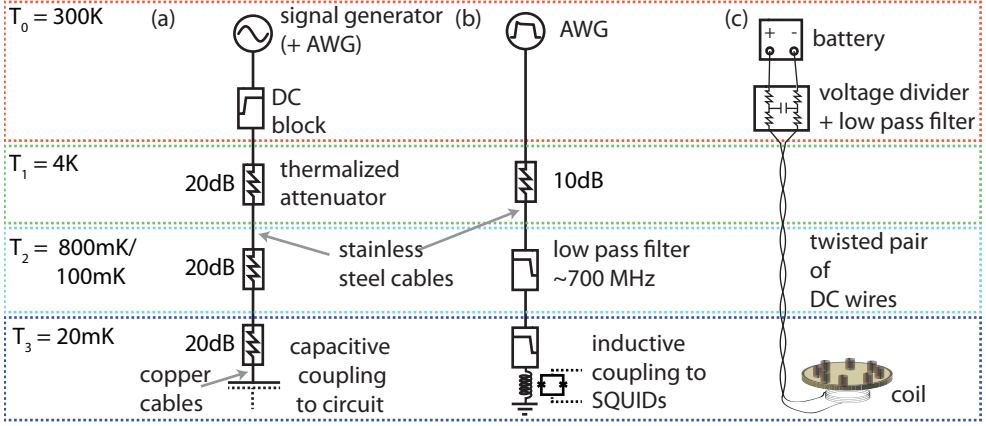 T0 = 300K
(a)
signal generator
(+ AWG)
DC
block
(b)
AWG
(c)
+ -
battery
voltage divider
+ low pass filter
T1 = 4K
20dB
thermalized
attenuator
10dB
T2 = 800mK/
100mK
20dB
stainless
steel cables
low pass filter
~700 MHz
twisted pair
of
DC wires
T3 = 20mK
20dB
copper
cables
capacitive
coupling
to circuit
inductive
coupling to
SQUIDs
coil